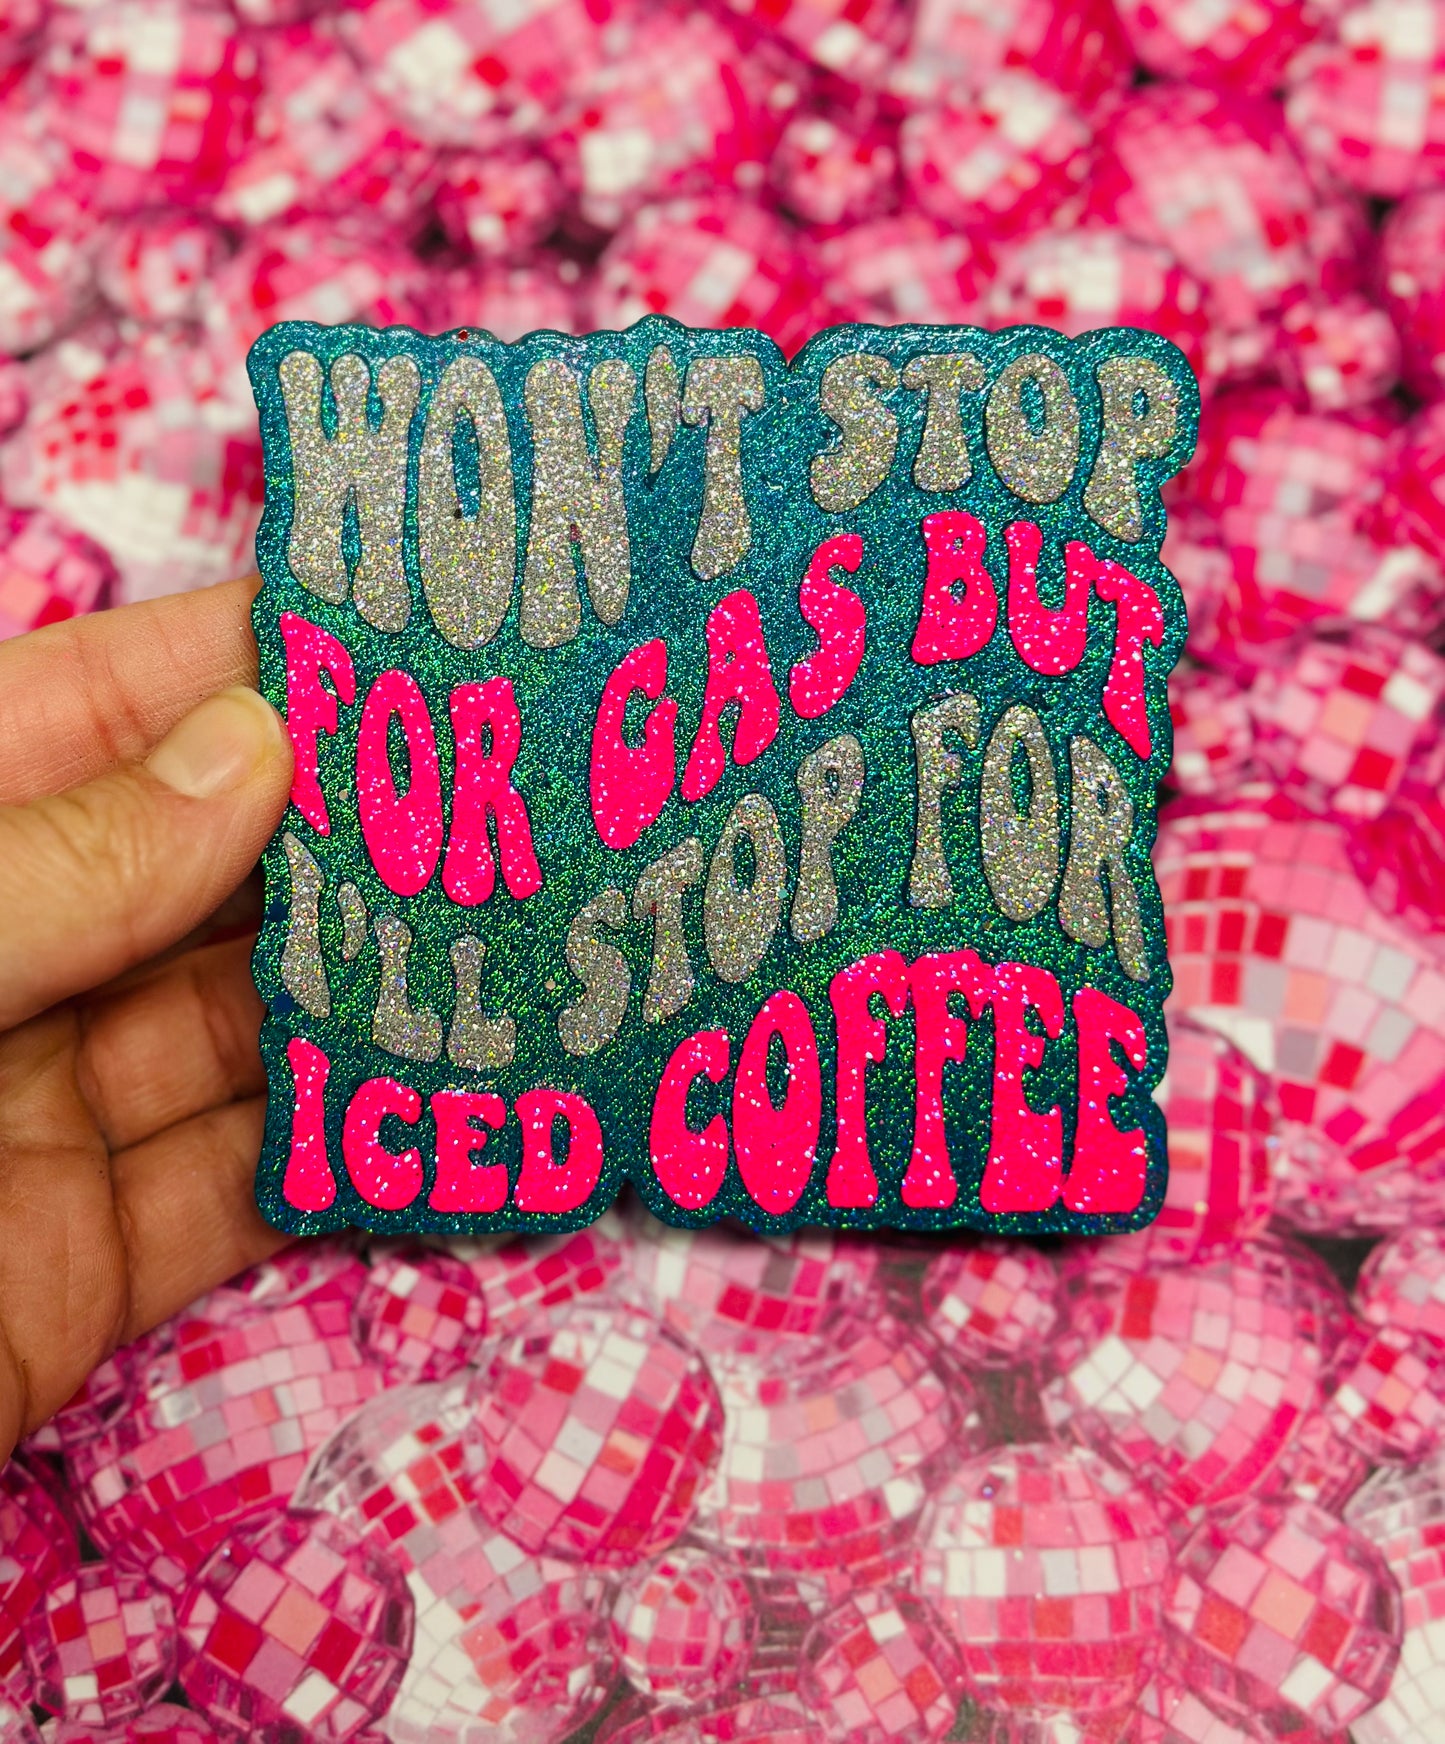 WON'T STOP
FOR GAS BUT
I'LL STOP FOR
ICED COFFEE